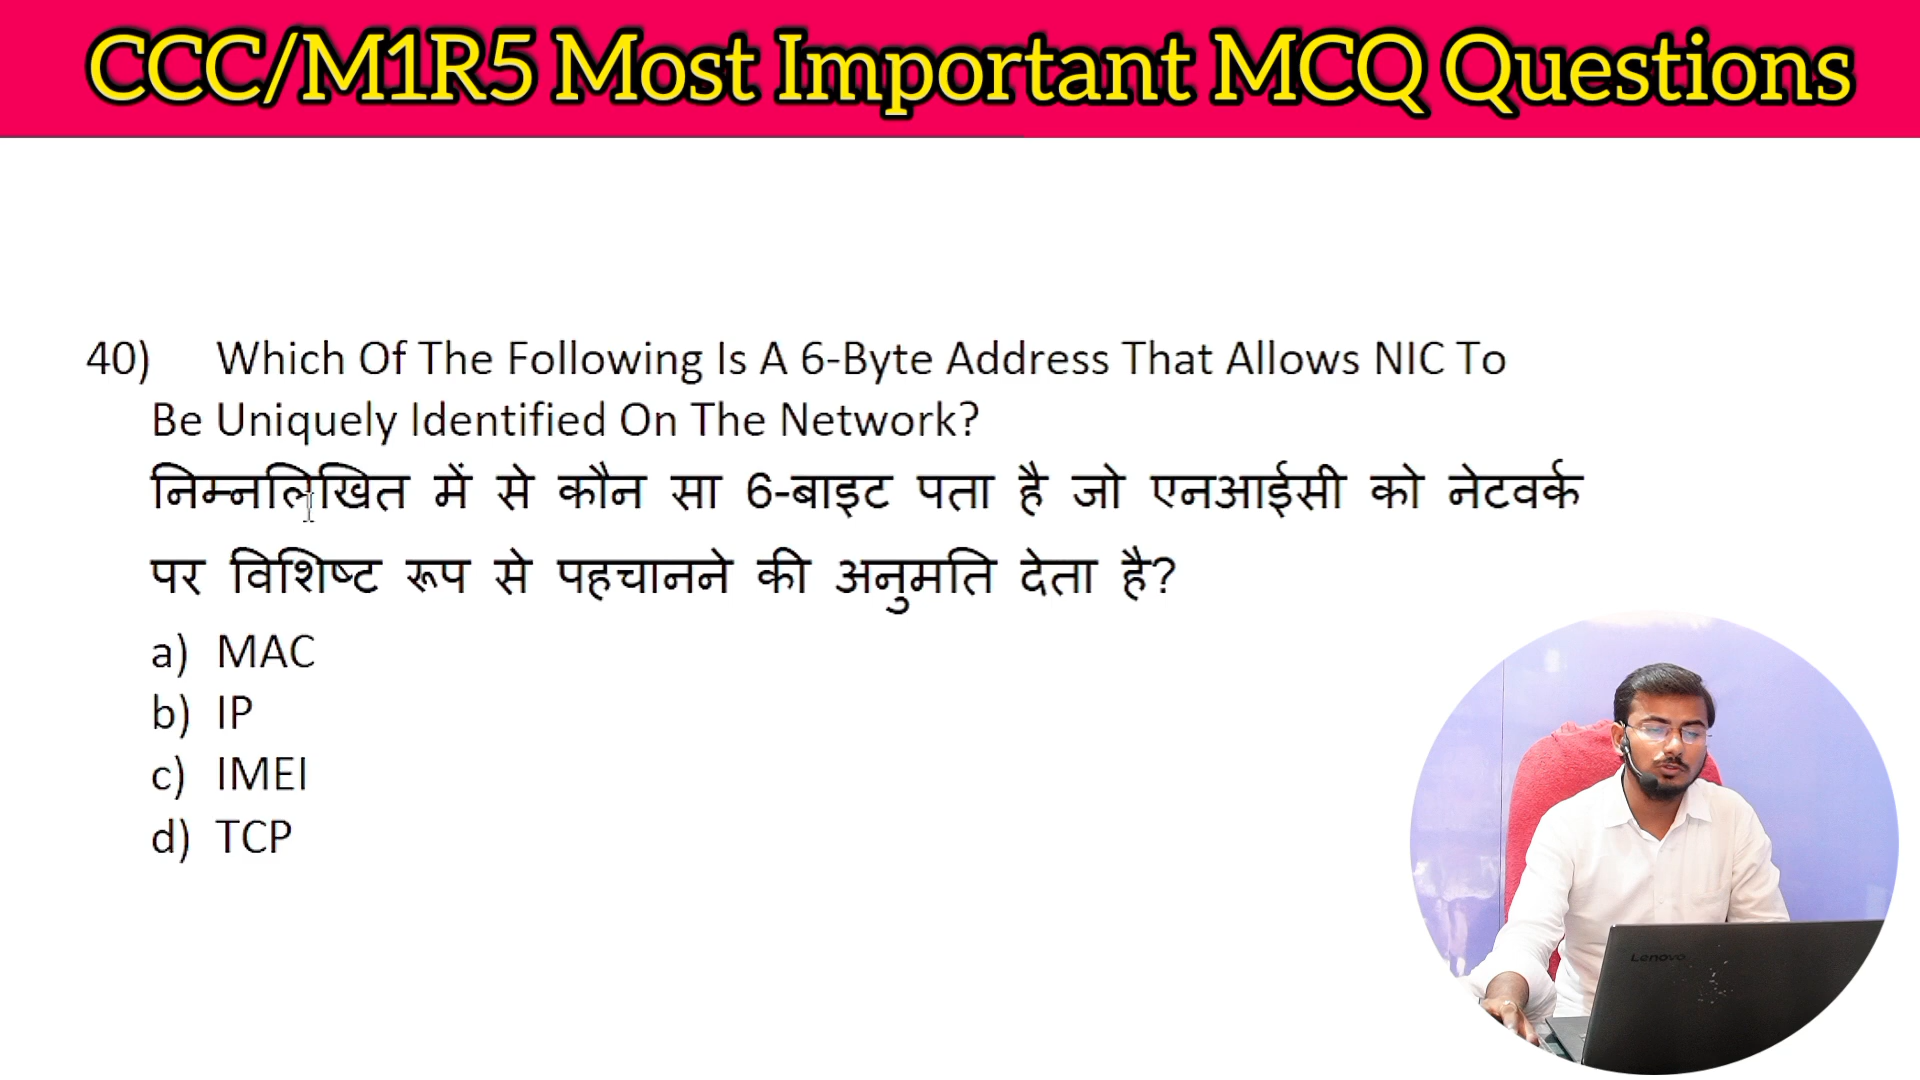 CCC/M1R5 Most Important MCQ Questions
40) Which Of The Following Is A 6-Byte Address That Allows NIC To
Be Uniquely Identified On The Network?
निम्नलिखित में से कौन सा 6-बाइट पता है जो एनआईसी को नेटवर्क
पर विशिष्ट रूप से पहचानने की अनुमति देता है?
a) MAC
b) IP
c) IMEI
d) TCP
Lenovo